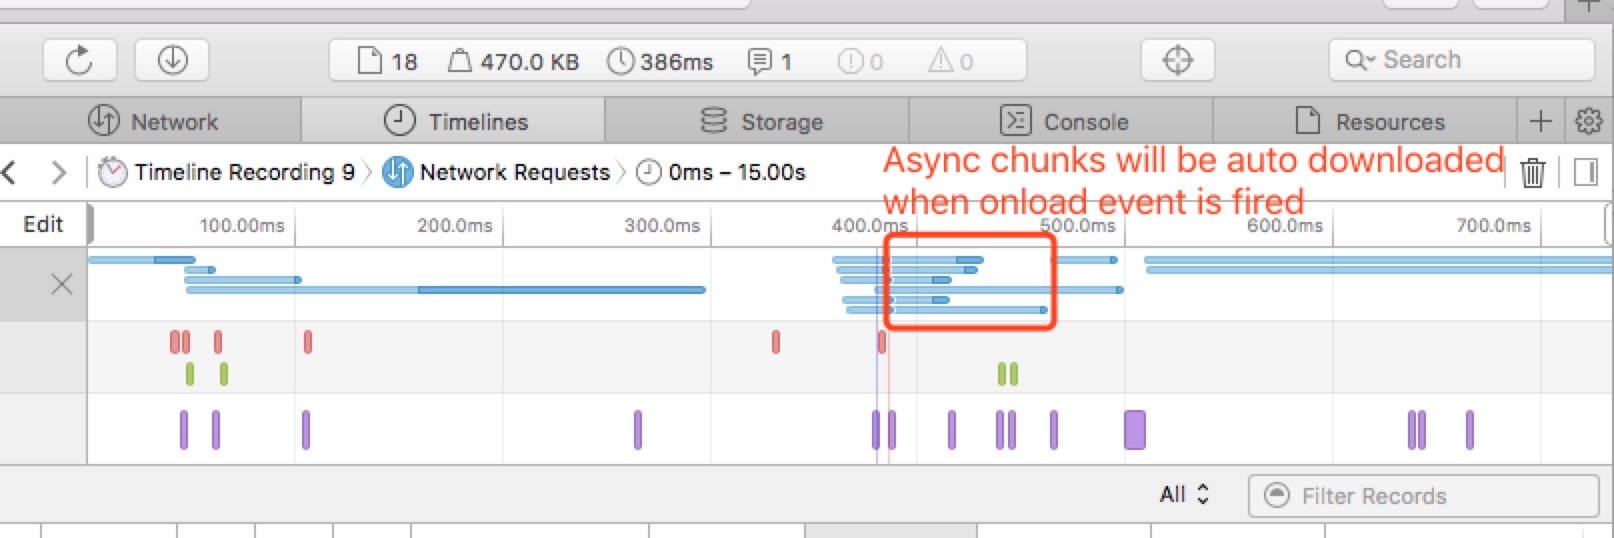 18 470.0 KB 386ms 1 0 0 Search
Network Timelines Storage Console Resources
Timeline Recording 9 Network Requests 0ms – 15.00s
Async chunks will be auto downloaded
when onload event is fired
Edit 100.00ms 200.0ms 300.0ms 400.0ms 500.0ms 600.0ms 700.0ms
All Filter Records